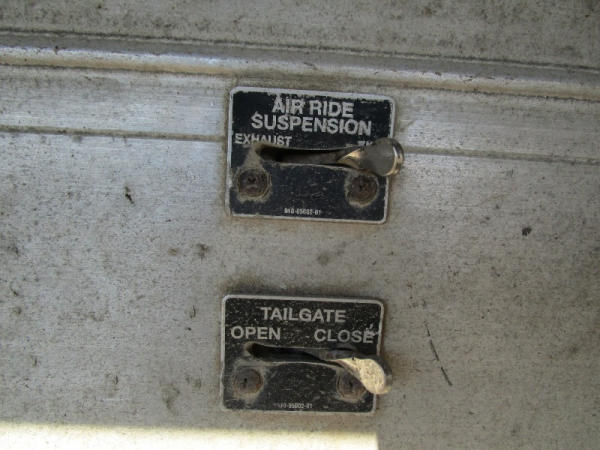 AIR RIDE
SUSPENSION
EXHAUST
TAILGATE
OPEN CLOSE